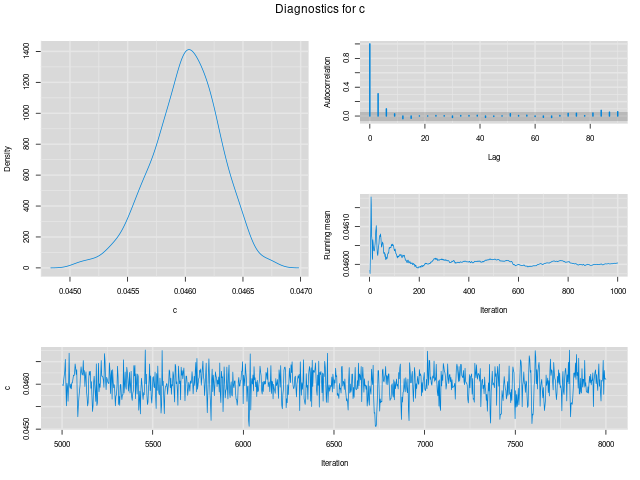 Diagnostics for c
Density
0 200 400 600 800 1000 1200 1400
0.0450 0.0455 0.0460 0.0465 0.0470
c
Autocorrelation
0.0 0.4 0.8
0 20 40 60 80
Lag
Running mean
0.04600 0.04610
0 200 400 600 800 1000
Iteration
c
0.0450 0.0460
5000 5500 6000 6500 7000 7500 8000
Iteration